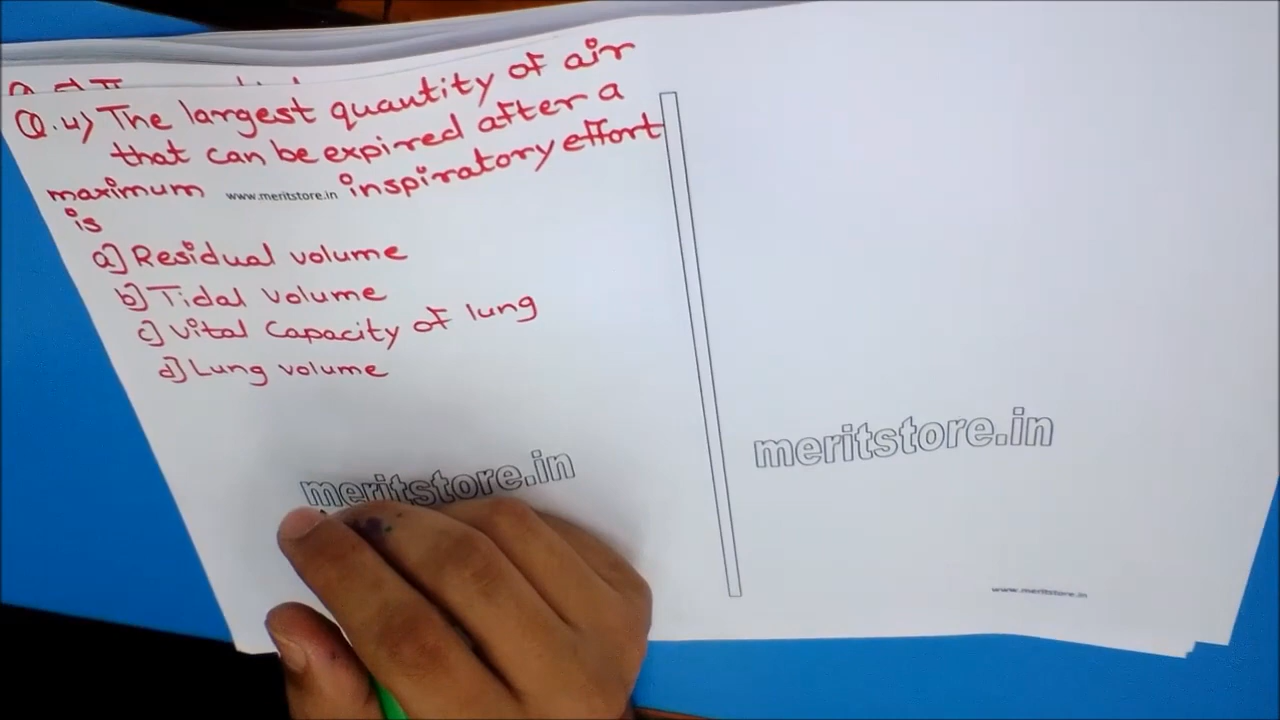 Q.4) The largest quantity of air
that can be expired after a
maximum www.meritstore.in inspiratory effort
is
a] Residual volume
b] Tidal volume
c] Vital Capacity of lung
d] Lung volume
meritstore.in
meritstore.in
www.meritstore.in